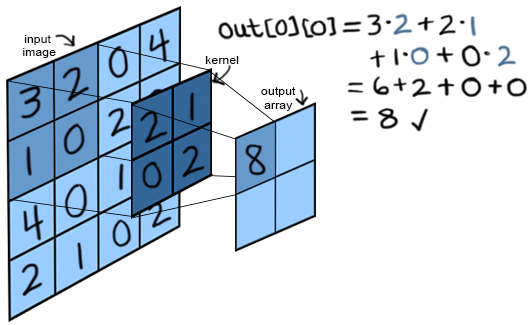 input image
kernel
output array
3 2 0 4
1 0 2
4 0 1
2 1 0 2
2 1
0 2
8
out[0][0] = 3·2 + 2·1
+ 1·0 + 0·2
= 6 + 2 + 0 + 0
= 8 ✓